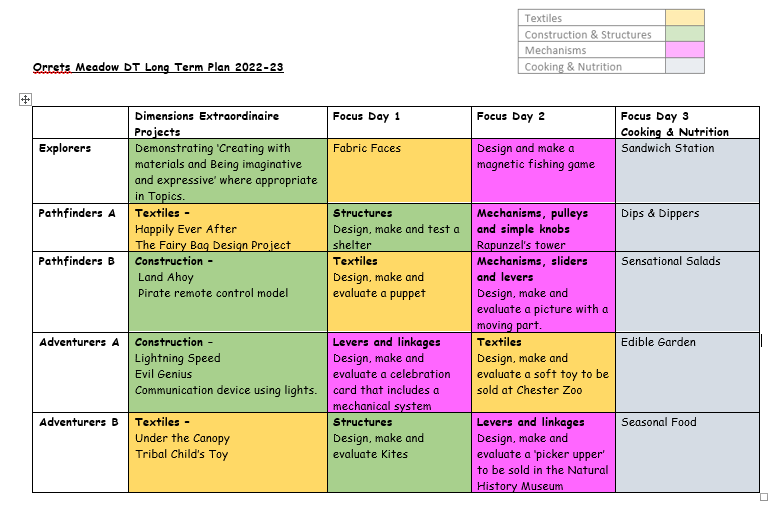 Textiles
Construction & Structures
Mechanisms
Cooking & Nutrition
Orrets Meadow DT Long Term Plan 2022-23
Dimensions Extraordinaire
Projects
Focus Day 1
Focus Day 2
Focus Day 3
Cooking & Nutrition
Explorers
Demonstrating ‘Creating with
materials and Being imaginative
and expressive’ where appropriate
in Topics.
Fabric Faces
Design and make a
magnetic fishing game
Sandwich Station
Pathfinders A
Textiles –
Happily Ever After
The Fairy Bag Design Project
Structures
Design, make and test a
shelter
Mechanisms, pulleys
and simple knobs
Rapunzel’s tower
Dips & Dippers
Pathfinders B
Construction –
Land Ahoy
Pirate remote control model
Textiles
Design, make and
evaluate a puppet
Mechanisms, sliders
and levers
Design, make and
evaluate a picture with a
moving part.
Sensational Salads
Adventurers A
Construction –
Lightning Speed
Evil Genius
Communication device using lights.
Levers and linkages
Design, make and
evaluate a celebration
card that includes a
mechanical system
Textiles
Design, make and
evaluate a soft toy to be
sold at Chester Zoo
Edible Garden
Adventurers B
Textiles –
Under the Canopy
Tribal Child’s Toy
Structures
Design, make and
evaluate Kites
Levers and linkages
Design, make and
evaluate a ‘picker upper’
to be sold in the Natural
History Museum
Seasonal Food